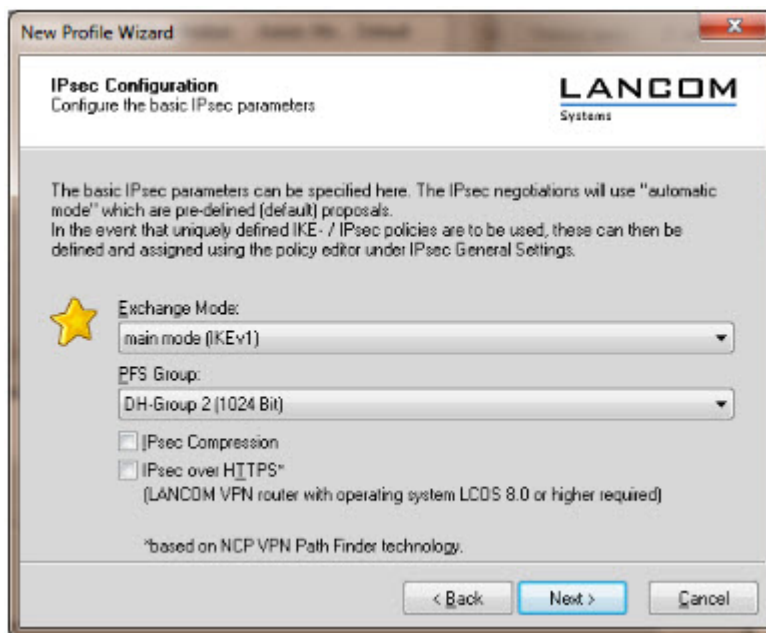 New Profile Wizard
IPsec Configuration
Configure the basic IPsec parameters
LANCOM
Systems
The basic IPsec parameters can be specified here. The IPsec negotiations will use "automatic
mode" which are pre-defined (default) proposals.
In the event that uniquely defined IKE- / IPsec policies are to be used, these can then be
defined and assigned using the policy editor under IPsec General Settings.
Exchange Mode:
main mode (IKEv1)
PFS Group:
DH-Group 2 (1024 Bit)
IPsec Compression
IPsec over HTTPS*
(LANCOM VPN router with operating system LCOS 8.0 or higher required)
*based on NCP VPN Path Finder technology.
< Back
Next >
Cancel